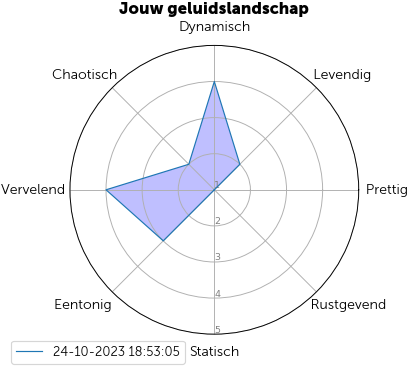 Jouw geluidslandschap
Dynamisch
Chaotisch Levendig
Vervelend 1 Prettig
2
3
Eentonig 4 Rustgevend
5
24-10-2023 18:53:05 Statisch